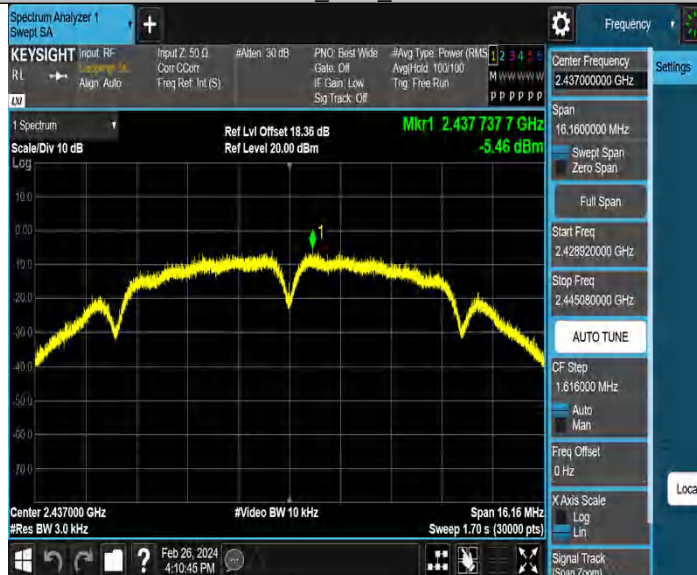 Spectrum Analyzer 1
Swept SA
Frequency
KEYSIGHT
Input: RF
Align: Auto
Input Z: 50 Ω
Corr CCorr
Freq Ref: Int (S)
#Atten: 30 dB
PNO: Best Wide
Gate: Off
IF Gain: Low
Sig Track: Off
#Avg Type: Power (RMS
Avg|Hold: 100/100
Trig: Free Run
1 2 3 4 5 6
M W W W W W
P P P P P P
RL
LXI
1 Spectrum
Scale/Div 10 dB
Log
Ref Lvl Offset 18.36 dB
Ref Level 20.00 dBm
Mkr1 2.437 737 7 GHz
-5.46 dBm
10.0
0.00
-10.0
-20.0
-30.0
-40.0
-50.0
-60.0
-70.0
1
Center 2.437000 GHz
#Res BW 3.0 kHz
#Video BW 10 kHz
Span 16.16 MHz
Sweep 1.70 s (30000 pts)
Feb 26, 2024
4:10:45 PM
Center Frequency
2.437000000 GHz
Settings
Span
16.1600000 MHz
Swept Span
Zero Span
Full Span
Start Freq
2.428920000 GHz
Stop Freq
2.445080000 GHz
AUTO TUNE
CF Step
1.616000 MHz
Auto
Man
Freq Offset
0 Hz
X Axis Scale
Log
Lin
Loca
Signal Track
(Span Zoom)